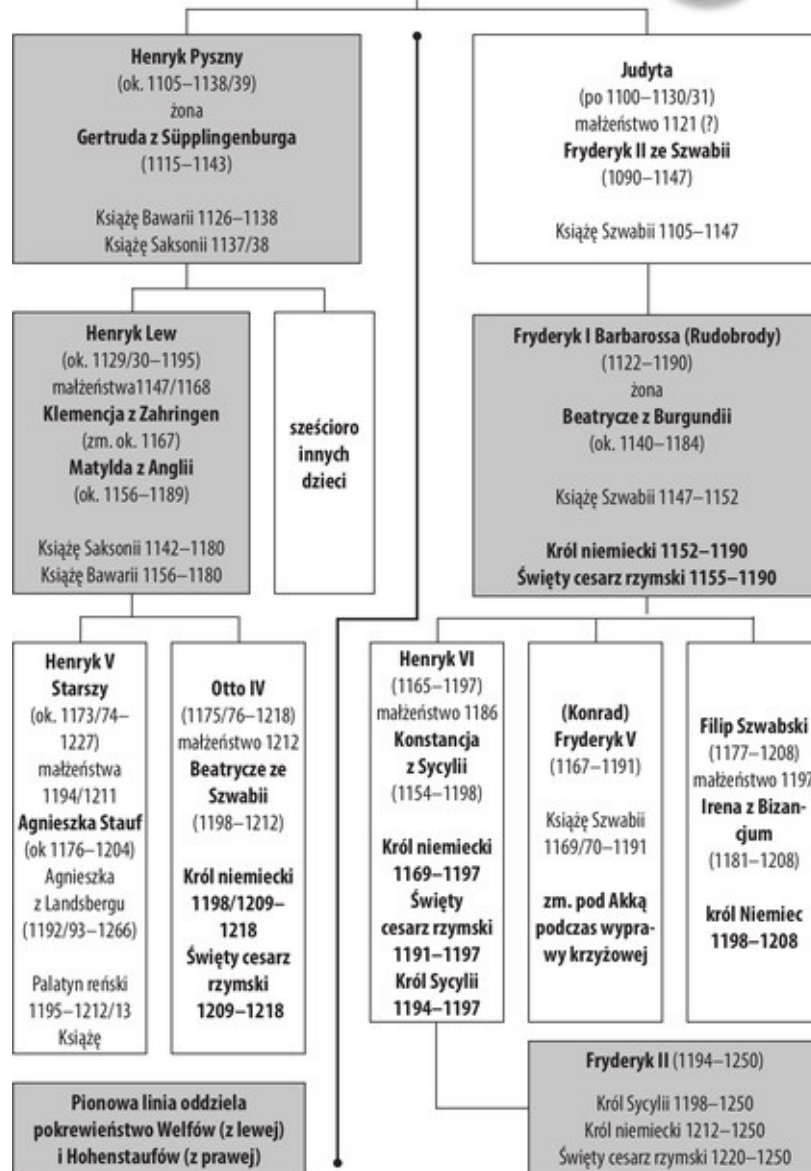 Henryk Pyszny
(ok. 1105–1138/39)
żona
Gertruda z Süpplingenburga
(1115–1143)
Książę Bawarii 1126–1138
Książę Saksonii 1137/38
Judyta
(po 1100–1130/31)
małżeństwo 1121 (?)
Fryderyk II ze Szwabii
(1090–1147)
Książę Szwabii 1105–1147
Henryk Lew
(ok. 1129/30–1195)
małżeństwa1147/1168
Klemencja z Zahringen
(zm. ok. 1167)
Matylda z Anglii
(ok. 1156–1189)
Książę Saksonii 1142–1180
Książę Bawarii 1156–1180
sześcioro
innych
dzieci
Fryderyk I Barbarossa (Rudobrody)
(1122–1190)
żona
Beatrycze z Burgundii
(ok. 1140–1184)
Książę Szwabii 1147–1152
Król niemiecki 1152–1190
Święty cesarz rzymski 1155–1190
Henryk V
Starszy
(ok. 1173/74–
1227)
małżeństwa
1194/1211
Agnieszka Stauf
(ok 1176–1204)
Agnieszka
z Landsbergu
(1192/93–1266)
Palatyn reński
1195–1212/13
Książę
Otto IV
(1175/76–1218)
małżeństwo 1212
Beatrycze ze
Szwabii
(1198–1212)
Król niemiecki
1198/1209–
1218
Święty cesarz
rzymski
1209–1218
Henryk VI
(1165–1197)
małżeństwo 1186
Konstancja
z Sycylii
(1154–1198)
Król niemiecki
1169–1197
Święty
cesarz rzymski
1191–1197
Król Sycylii
1194–1197
(Konrad)
Fryderyk V
(1167–1191)
Książę Szwabii
1169/70–1191
zm. pod Akką
podczas wypra-
wy krzyżowej
Filip Szwabski
(1177–1208)
małżeństwo 1197
Irena z Bizan-
cjum
(1181–1208)
król Niemiec
1198–1208
Pionowa linia oddziela
pokrewieństwo Welfów (z lewej)
i Hohenstaufów (z prawej)
Fryderyk II (1194–1250)
Król Sycylii 1198–1250
Król niemiecki 1212–1250
Święty cesarz rzymski 1220–1250